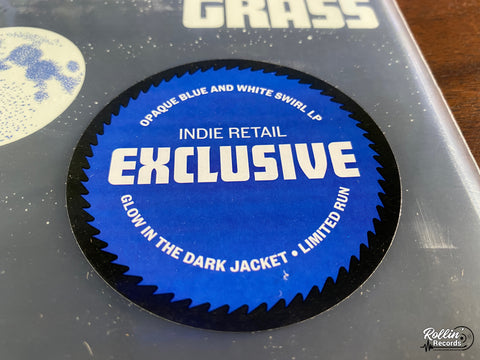 GRASS
OPAQUE BLUE AND WHITE SWIRL LP
INDIE RETAIL
EXCLUSIVE
GLOW IN THE DARK JACKET • LIMITED RUN
Rollin'
Records